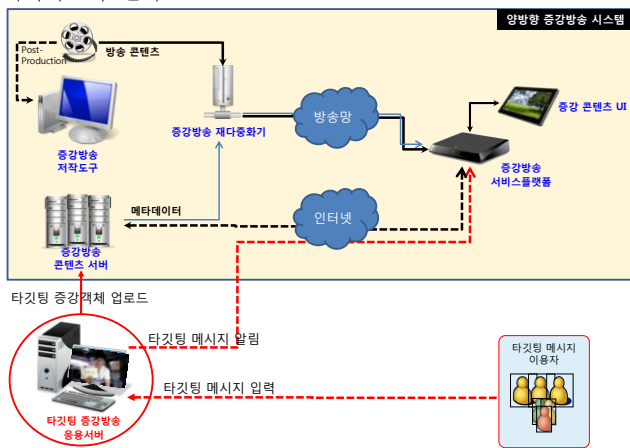 양방향 증강방송 시스템
Post-
Production
방송 콘텐츠
증강방송
저작도구
증강방송 재다중화기
방송망
증강 콘텐츠 UI
증강방송
서비스플랫폼
메타데이터
인터넷
증강방송
콘텐츠 서버
타깃팅 증강객체 업로드
타깃팅 메시지 알림
타깃팅 메시지
이용자
타깃팅 메시지 입력
타깃팅 증강방송
응용서버